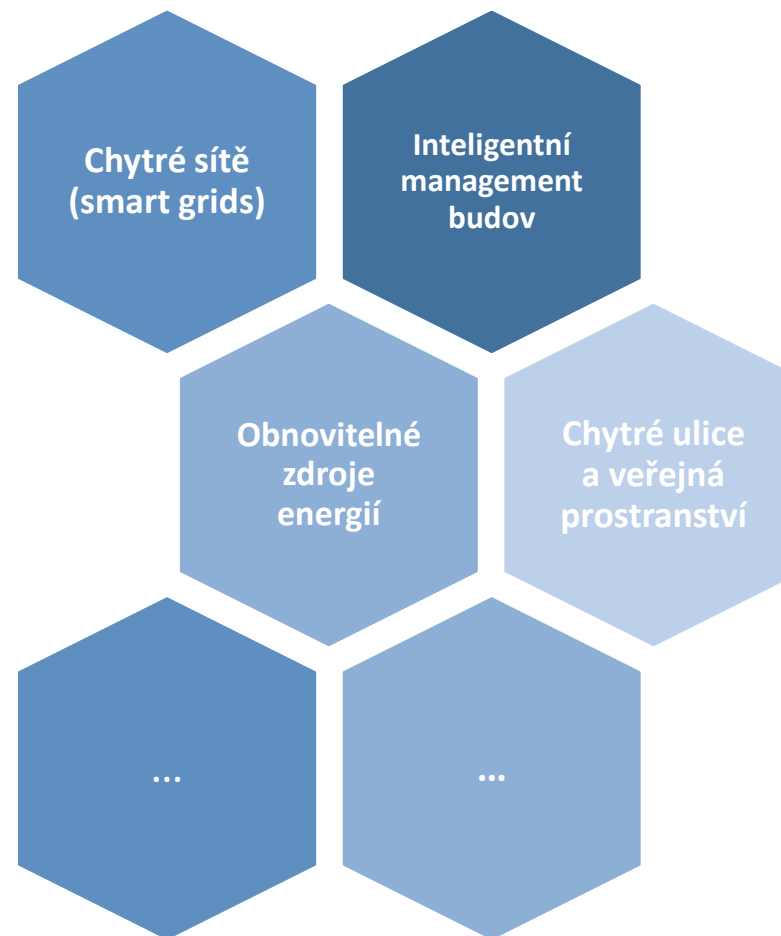 Chytré sítě
(smart grids)
Inteligentní
management
budov
Obnovitelné
zdroje
energií
Chytré ulice
a veřejná
prostranství
...
...